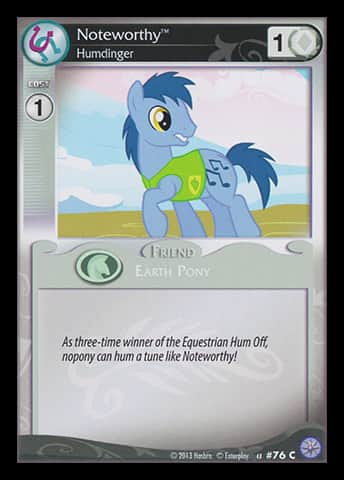 Noteworthy™
Humdinger
1
COST
1
FRIEND
EARTH PONY
As three-time winner of the Equestrian Hum Off,
nopony can hum a tune like Noteworthy!
© 2013 Hasbro. © Enterplay. α #76 C